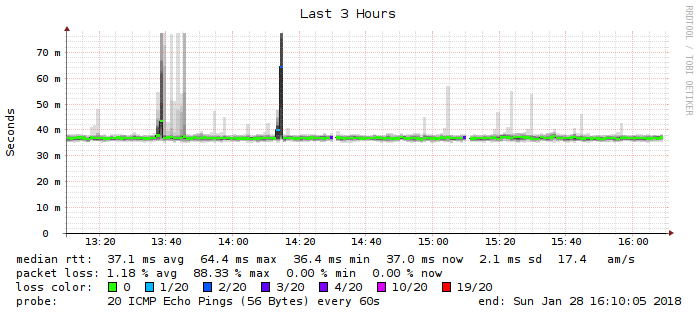 Last 3 Hours
RRDTOOL / TOBI OETIKER
Seconds
70 m
60 m
50 m
40 m
30 m
20 m
10 m
0
13:20 13:40 14:00 14:20 14:40 15:00 15:20 15:40 16:00
median rtt: 37.1 ms avg 64.4 ms max 36.4 ms min 37.0 ms now 2.1 ms sd 17.4 am/s
packet loss: 1.18 % avg 88.33 % max 0.00 % min 0.00 % now
loss color: 0 1/20 2/20 3/20 4/20 10/20 19/20
probe: 20 ICMP Echo Pings (56 Bytes) every 60s end: Sun Jan 28 16:10:05 2018